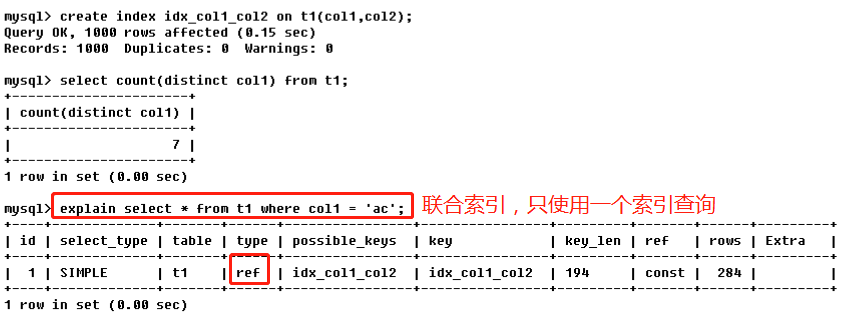 mysql> create index idx_col1_col2 on t1(col1,col2);
Query OK, 1000 rows affected (0.15 sec)
Records: 1000  Duplicates: 0  Warnings: 0
mysql> select count(distinct col1) from t1;
+----------------------+
| count(distinct col1) |
+----------------------+
|                    7 |
+----------------------+
1 row in set (0.00 sec)
mysql> explain select * from t1 where col1 = 'ac'; 联合索引，只使用一个索引查询
+----+-------------+-------+------+---------------+---------------+---------+-------+------+-------+
| id | select_type | table | type | possible_keys | key           | key_len | ref   | rows | Extra |
+----+-------------+-------+------+---------------+---------------+---------+-------+------+-------+
|  1 | SIMPLE      | t1    | ref  | idx_col1_col2 | idx_col1_col2 | 194     | const |  284 |       |
+----+-------------+-------+------+---------------+---------------+---------+-------+------+-------+
1 row in set (0.00 sec)